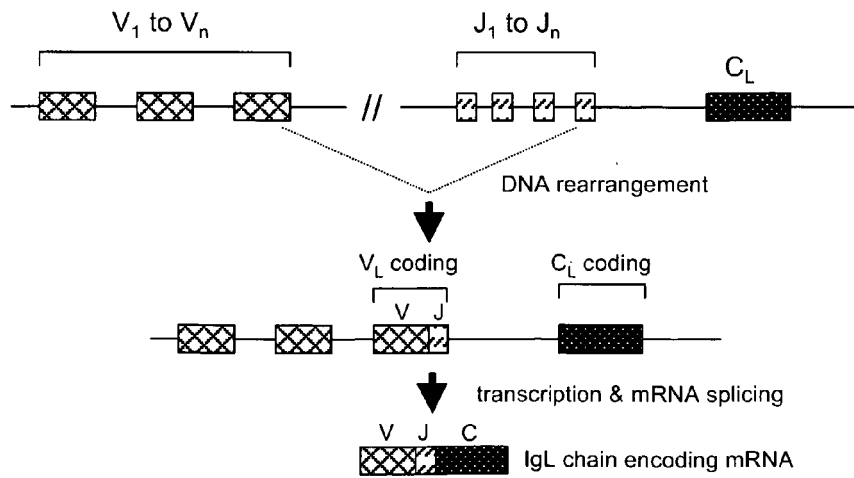 V1 to Vn
J1 to Jn
CL
//
DNA rearrangement
VL coding
CL coding
V J
transcription & mRNA splicing
V J C
IgL chain encoding mRNA